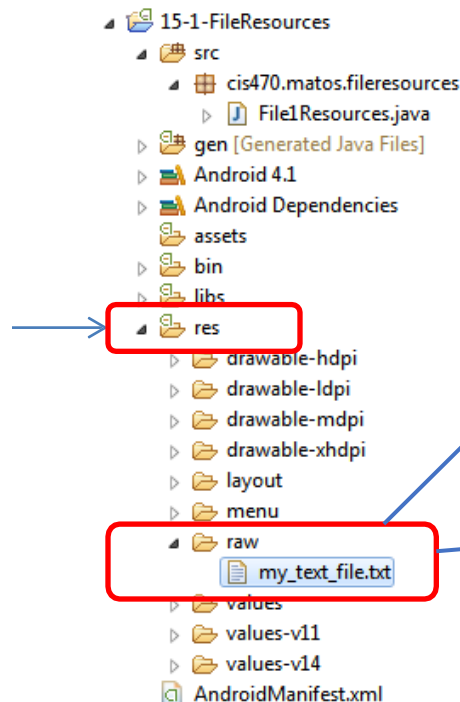 15-1-FileResources
src
cis470.matos.fileresources
File1Resources.java
gen [Generated Java Files]
Android 4.1
Android Dependencies
assets
bin
libs
res
drawable-hdpi
drawable-ldpi
drawable-mdpi
drawable-xhdpi
layout
menu
raw
my_text_file.txt
values
values-v11
values-v14
AndroidManifest.xml